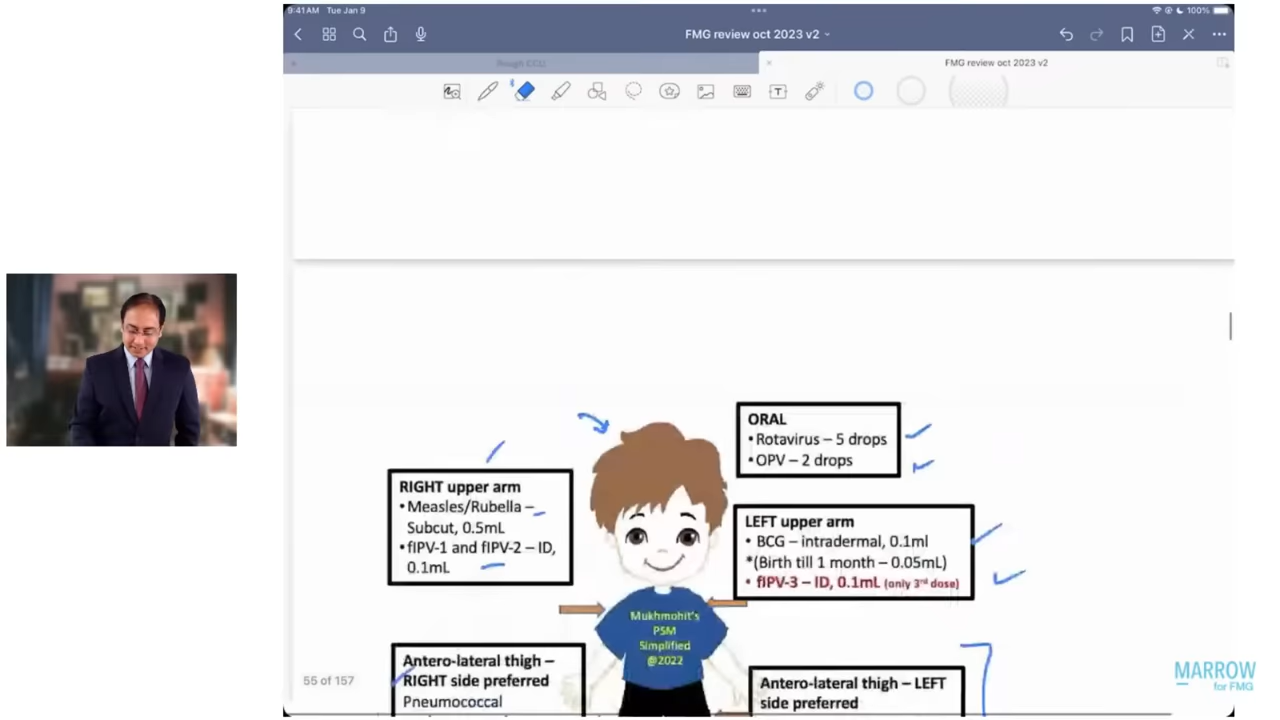 9:41AM Tue Jan 9
100%
FMG review oct 2023 v2
Rough ECO
FMG review oct 2023 v2
ORAL
•Rotavirus – 5 drops
•OPV – 2 drops
RIGHT upper arm
•Measles/Rubella –
Subcut, 0.5mL
•fIPV-1 and fIPV-2 – ID,
0.1mL
LEFT upper arm
• BCG – intradermal, 0.1ml
*(Birth till 1 month – 0.05mL)
• fIPV-3 – ID, 0.1mL (only 3rd dose)
Mukhmohit's
PSM
Simplified
@2022
Antero-lateral thigh –
RIGHT side preferred
Pneumococcal
Antero-lateral thigh – LEFT
side preferred
55 of 157
MARROW
for FMG